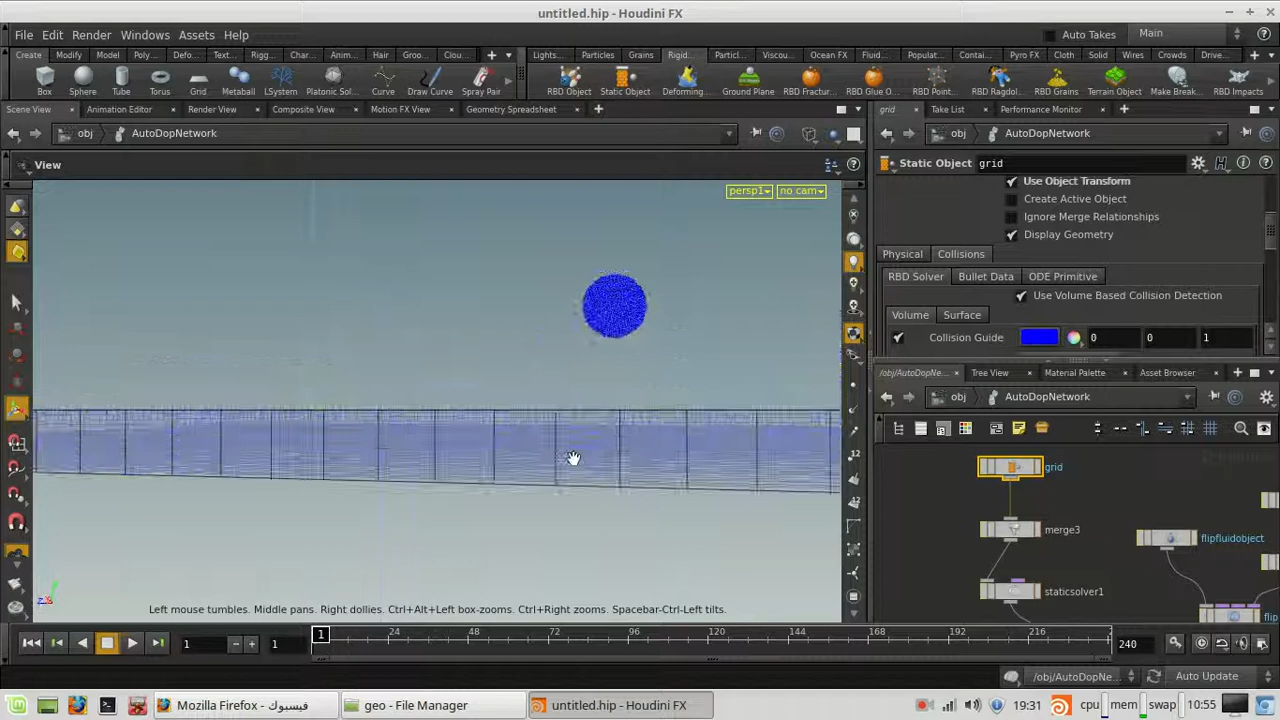 untitled.hip - Houdini FX
File Edit Render Windows Assets Help Auto Takes Main
Create Modify Model Poly... Defo... Text... Rigg... Char... Anim... Hair Groo... Clou... Lights... Particles Grains Rigid... Particl... Viscou... Ocean FX Fluid... Populat... Contai... Pyro FX Cloth Solid Wires Crowds Drive...
Box Sphere Tube Torus Grid Metaball LSystem Platonic Sol... Curve Draw Curve Spray Pair RBD Object Static Object Deforming... Ground Plane RBD Fractur... RBD Glue O... RBD Point... RBD Ragdol... RBD Grains Terrain Object Make Break... RBD Impacts
Scene View Animation Editor Render View Composite View Motion FX View Geometry Spreadsheet grid Take List Performance Monitor
obj AutoDopNetwork obj AutoDopNetwork
View Static Object grid
persp1 no cam
Use Object Transform
Create Active Object
Ignore Merge Relationships
Display Geometry
Physical Collisions
RBD Solver Bullet Data ODE Primitive
Use Volume Based Collision Detection
Volume Surface
Collision Guide 0 0 1
/obj/AutoDopNe... Tree View Material Palette Asset Browser
obj AutoDopNetwork
12
12
grid
merge3
flipfluidobject
staticsolver1
flip
Left mouse tumbles. Middle pans. Right dollies. Ctrl+Alt+Left box-zooms. Ctrl+Right zooms. Spacebar-Ctrl-Left tilts.
1 1 1 24 48 72 96 120 144 168 192 216 2 240
/obj/AutoDopNe... Auto Update
Mozilla Firefox - فيسبوك geo - File Manager untitled.hip - Houdini FX 19:31 cpu mem swap 10:55